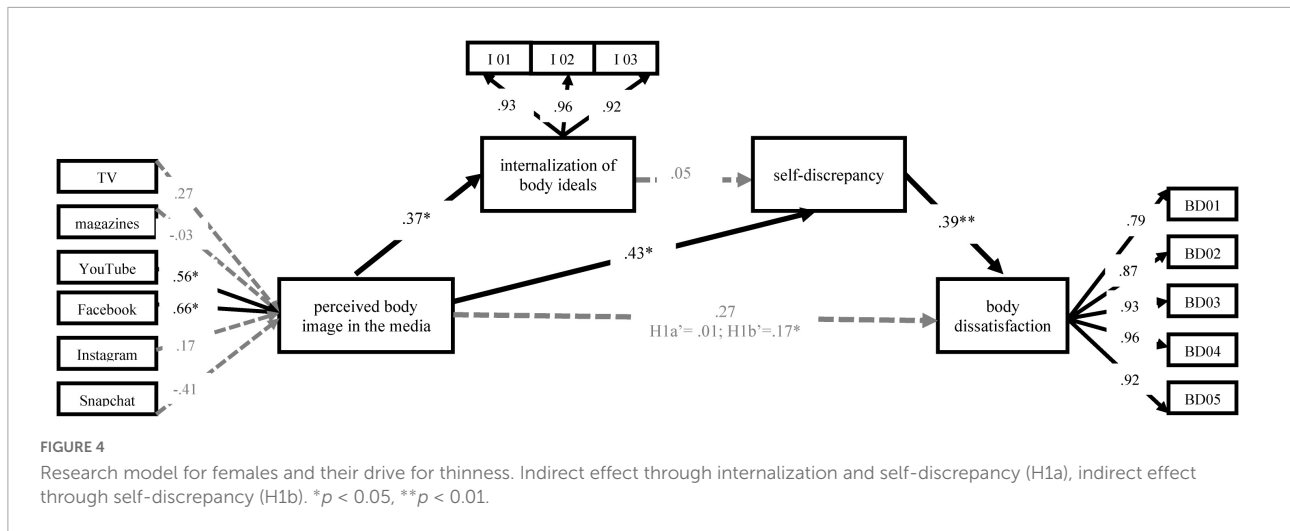 I 01 I 02 I 03
.93 .96 .92
internalization of
body ideals
.05
self-discrepancy
TV
magazines
YouTube
Facebook
Instagram
Snapchat
.27
-.03
.56*
.66*
.17
-.41
.37*
.43*
.39**
perceived body
image in the media
.27
H1a’= .01; H1b’=.17*
body
dissatisfaction
.79
.87
.93
.96
.92
BD01
BD02
BD03
BD04
BD05
FIGURE 4
Research model for females and their drive for thinness. Indirect effect through internalization and self-discrepancy (H1a), indirect effect
through self-discrepancy (H1b). *p < 0.05, **p < 0.01.